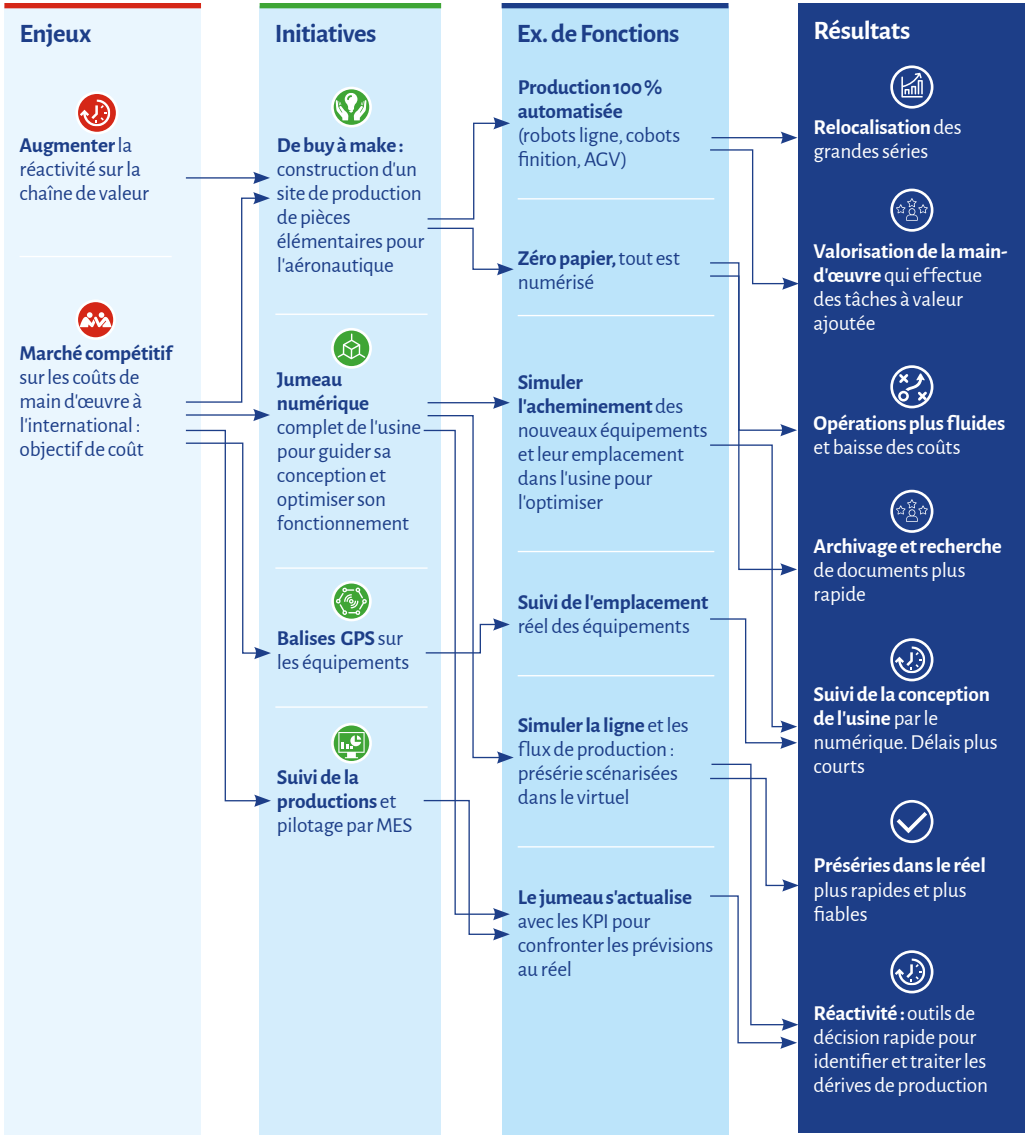 Enjeux
Augmenter la
réactivité sur la
chaîne de valeur
Marché compétitif
sur les coûts de
main d'œuvre à
l'international :
objectif de coût
Initiatives
De buy à make :
construction d'un
site de production
de pièces
élémentaires pour
l'aéronautique
Jumeau
numérique
complet de l'usine
pour guider sa
conception et
optimiser son
fonctionnement
Balises GPS sur
les équipements
Suivi de la
productions et
pilotage par MES
Ex. de Fonctions
Production 100 %
automatisée
(robots ligne, cobots
finition, AGV)
Zéro papier, tout est
numérisé
Simuler
l'acheminement des
nouveaux équipements
et leur emplacement
dans l'usine pour
l'optimiser
Suivi de l'emplacement
réel des équipements
Simuler la ligne et les
flux de production :
présérie scénarisées
dans le virtuel
Le jumeau s'actualise
avec les KPI pour
confronter les prévisions
au réel
Résultats
Relocalisation des
grandes séries
Valorisation de la main-
d'œuvre qui effectue
des tâches à valeur
ajoutée
Opérations plus fluides
et baisse des coûts
Archivage et recherche
de documents plus
rapide
Suivi de la conception
de l'usine par le
numérique. Délais plus
courts
Préséries dans le réel
plus rapides et plus
fiables
Réactivité : outils de
décision rapide pour
identifier et traiter les
dérives de production